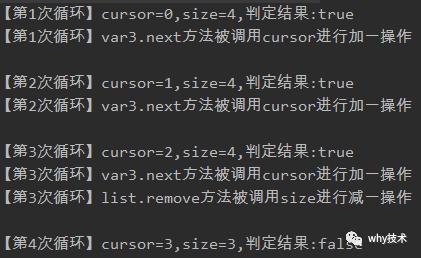 【第1次循环】cursor=0,size=4,判定结果:true
【第1次循环】var3.next方法被调用cursor进行加一操作
【第2次循环】cursor=1,size=4,判定结果:true
【第2次循环】var3.next方法被调用cursor进行加一操作
【第3次循环】cursor=2,size=4,判定结果:true
【第3次循环】var3.next方法被调用cursor进行加一操作
【第3次循环】list.remove方法被调用size进行减一操作
【第4次循环】cursor=3,size=3,判定结果:false
why技术